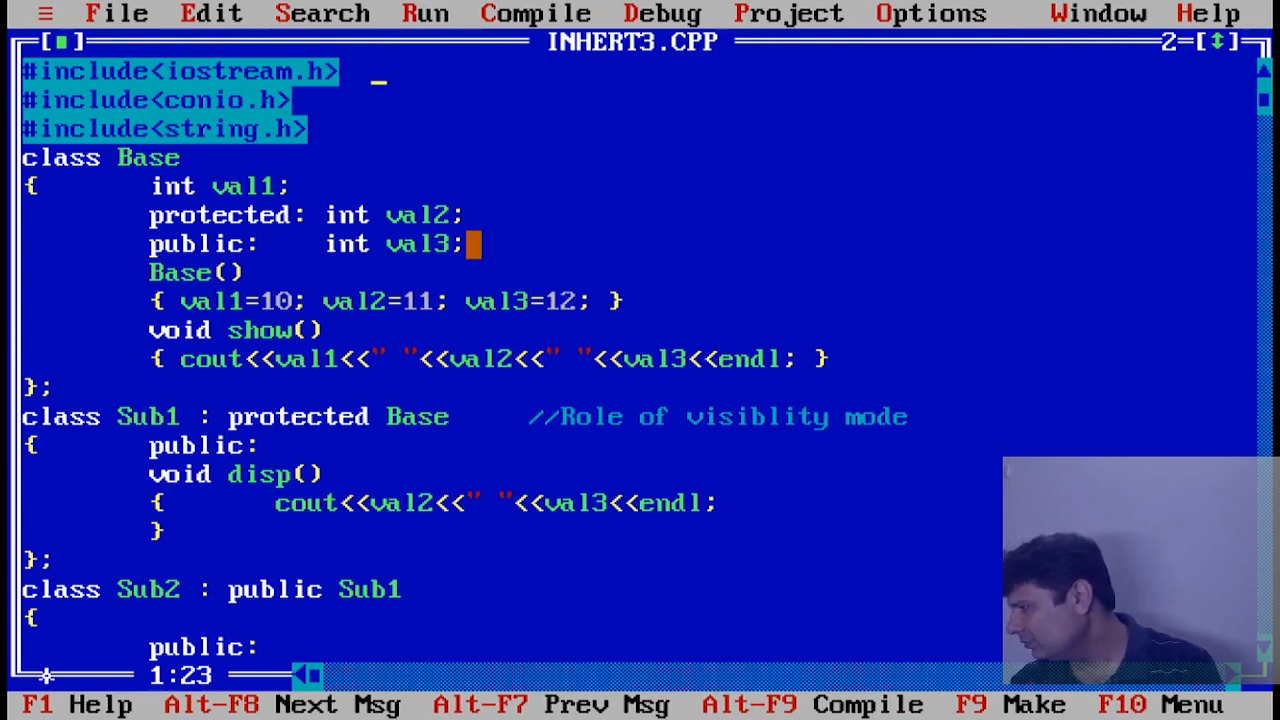 ≡ File Edit Search Run Compile Debug Project Options Window Help
[■] INHERT3.CPP 2=[↕]
#include<iostream.h>
#include<conio.h>
#include<string.h>
class Base
{ int val1;
protected: int val2;
public: int val3;
Base()
{ val1=10; val2=11; val3=12; }
void show()
{ cout<<val1<<" "<<val2<<" "<<val3<<endl; }
};
class Sub1 : protected Base //Role of visiblity mode
{ public:
void disp()
{ cout<<val2<<" "<<val3<<endl;
}
};
class Sub2 : public Sub1
{
public:
1:23
F1 Help Alt-F8 Next Msg Alt-F7 Prev Msg Alt-F9 Compile F9 Make F10 Menu